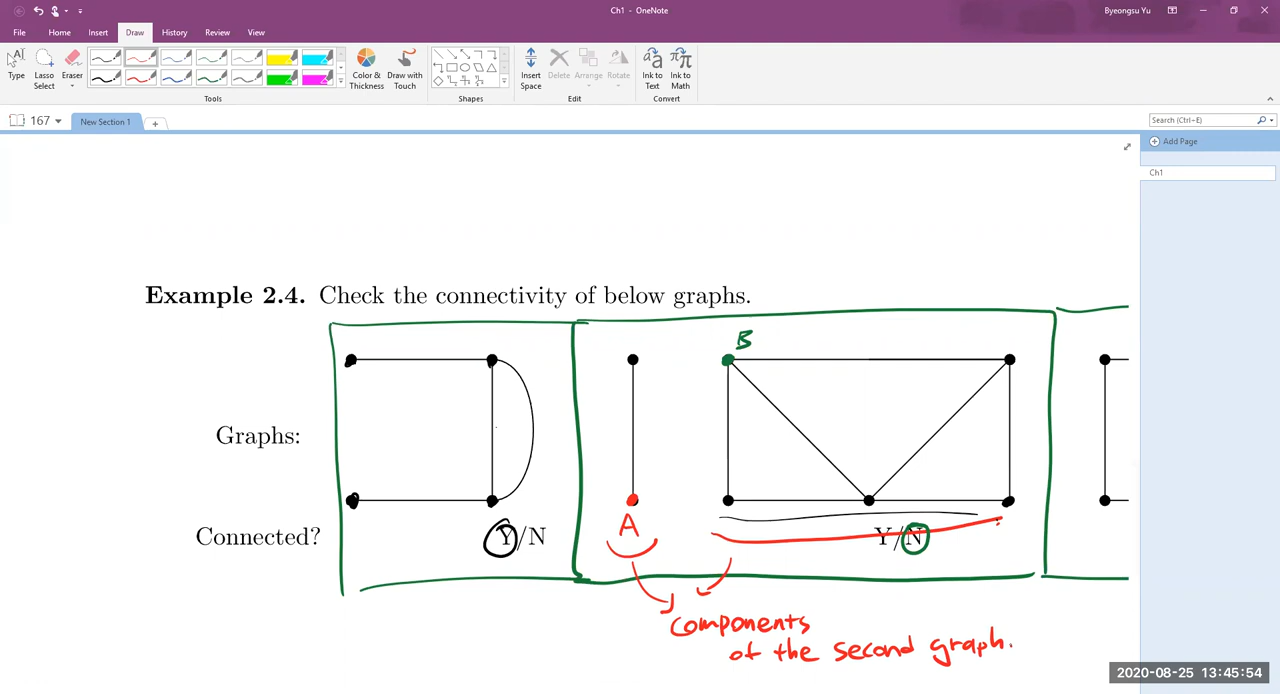 Ch1 - OneNote
Byeongsu Yu
File Home Insert Draw History Review View
Type
Lasso Select
Eraser
Color & Thickness
Draw with Touch
Insert Space
Delete
Arrange
Rotate
Ink to Text
Ink to Math
Tools
Shapes
Edit
Convert
167
New Section 1
Search (Ctrl+E)
Add Page
Ch1
Example 2.4. Check the connectivity of below graphs.
B
Graphs:
A
Connected? Y/N Y/N
components
of the second graph.
2020-08-25 13:45:54